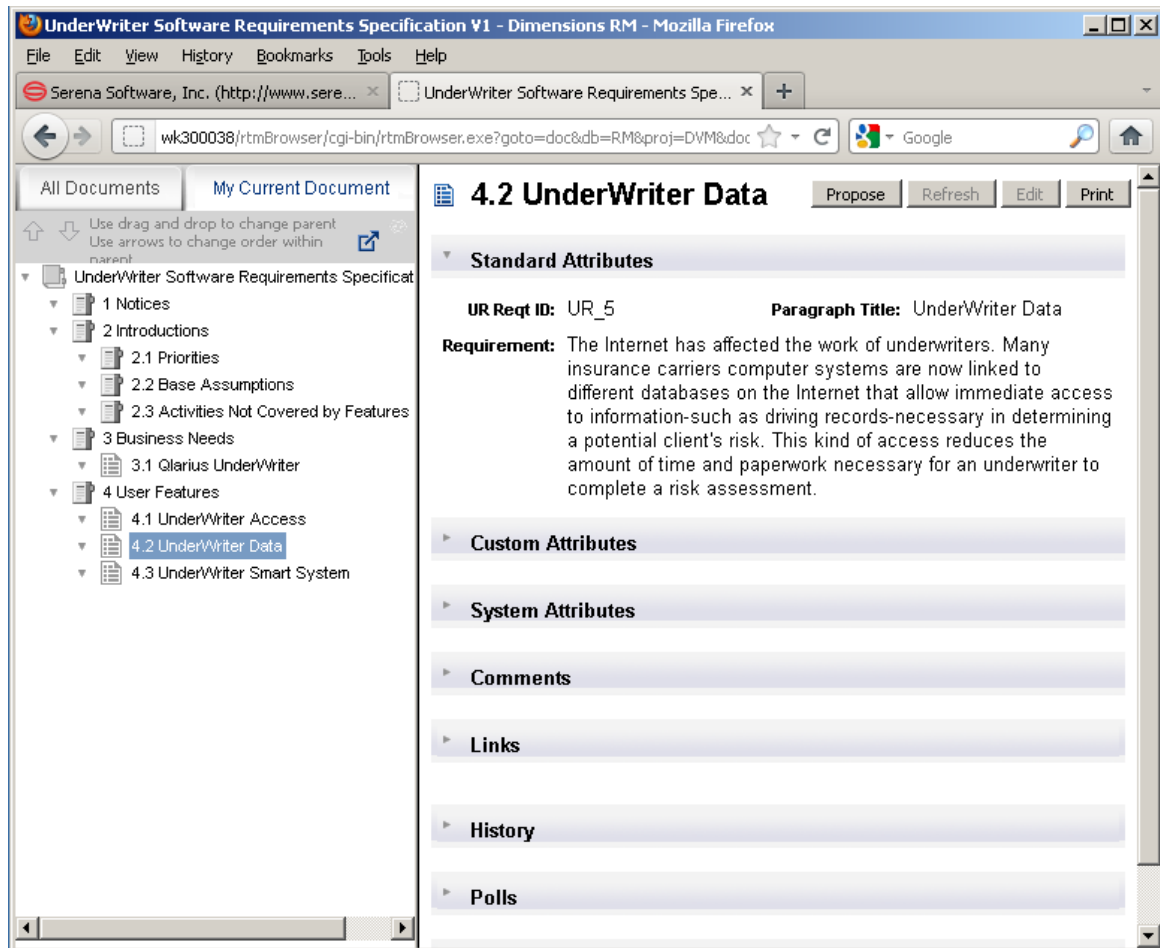 UnderWriter Software Requirements Specification V1 - Dimensions RM - Mozilla Firefox
File Edit View History Bookmarks Tools Help
Serena Software, Inc. (http://www.sere...
UnderWriter Software Requirements Spe...
wk300038/rtmBrowser/cgi-bin/rtmBrowser.exe?goto=doc&db=RM&proj=DVM&doc
Google
All Documents My Current Document
Use drag and drop to change parent
Use arrows to change order within
parent
UnderWriter Software Requirements Specificat
1 Notices
2 Introductions
2.1 Priorities
2.2 Base Assumptions
2.3 Activities Not Covered by Features
3 Business Needs
3.1 Qlarius UnderWriter
4 User Features
4.1 UnderWriter Access
4.2 UnderWriter Data
4.3 UnderWriter Smart System
4.2 UnderWriter Data
Propose Refresh Edit Print
Standard Attributes
UR Reqt ID: UR_5 Paragraph Title: UnderWriter Data
Requirement: The Internet has affected the work of underwriters. Many
insurance carriers computer systems are now linked to
different databases on the Internet that allow immediate access
to information-such as driving records-necessary in determining
a potential client's risk. This kind of access reduces the
amount of time and paperwork necessary for an underwriter to
complete a risk assessment.
Custom Attributes
System Attributes
Comments
Links
History
Polls